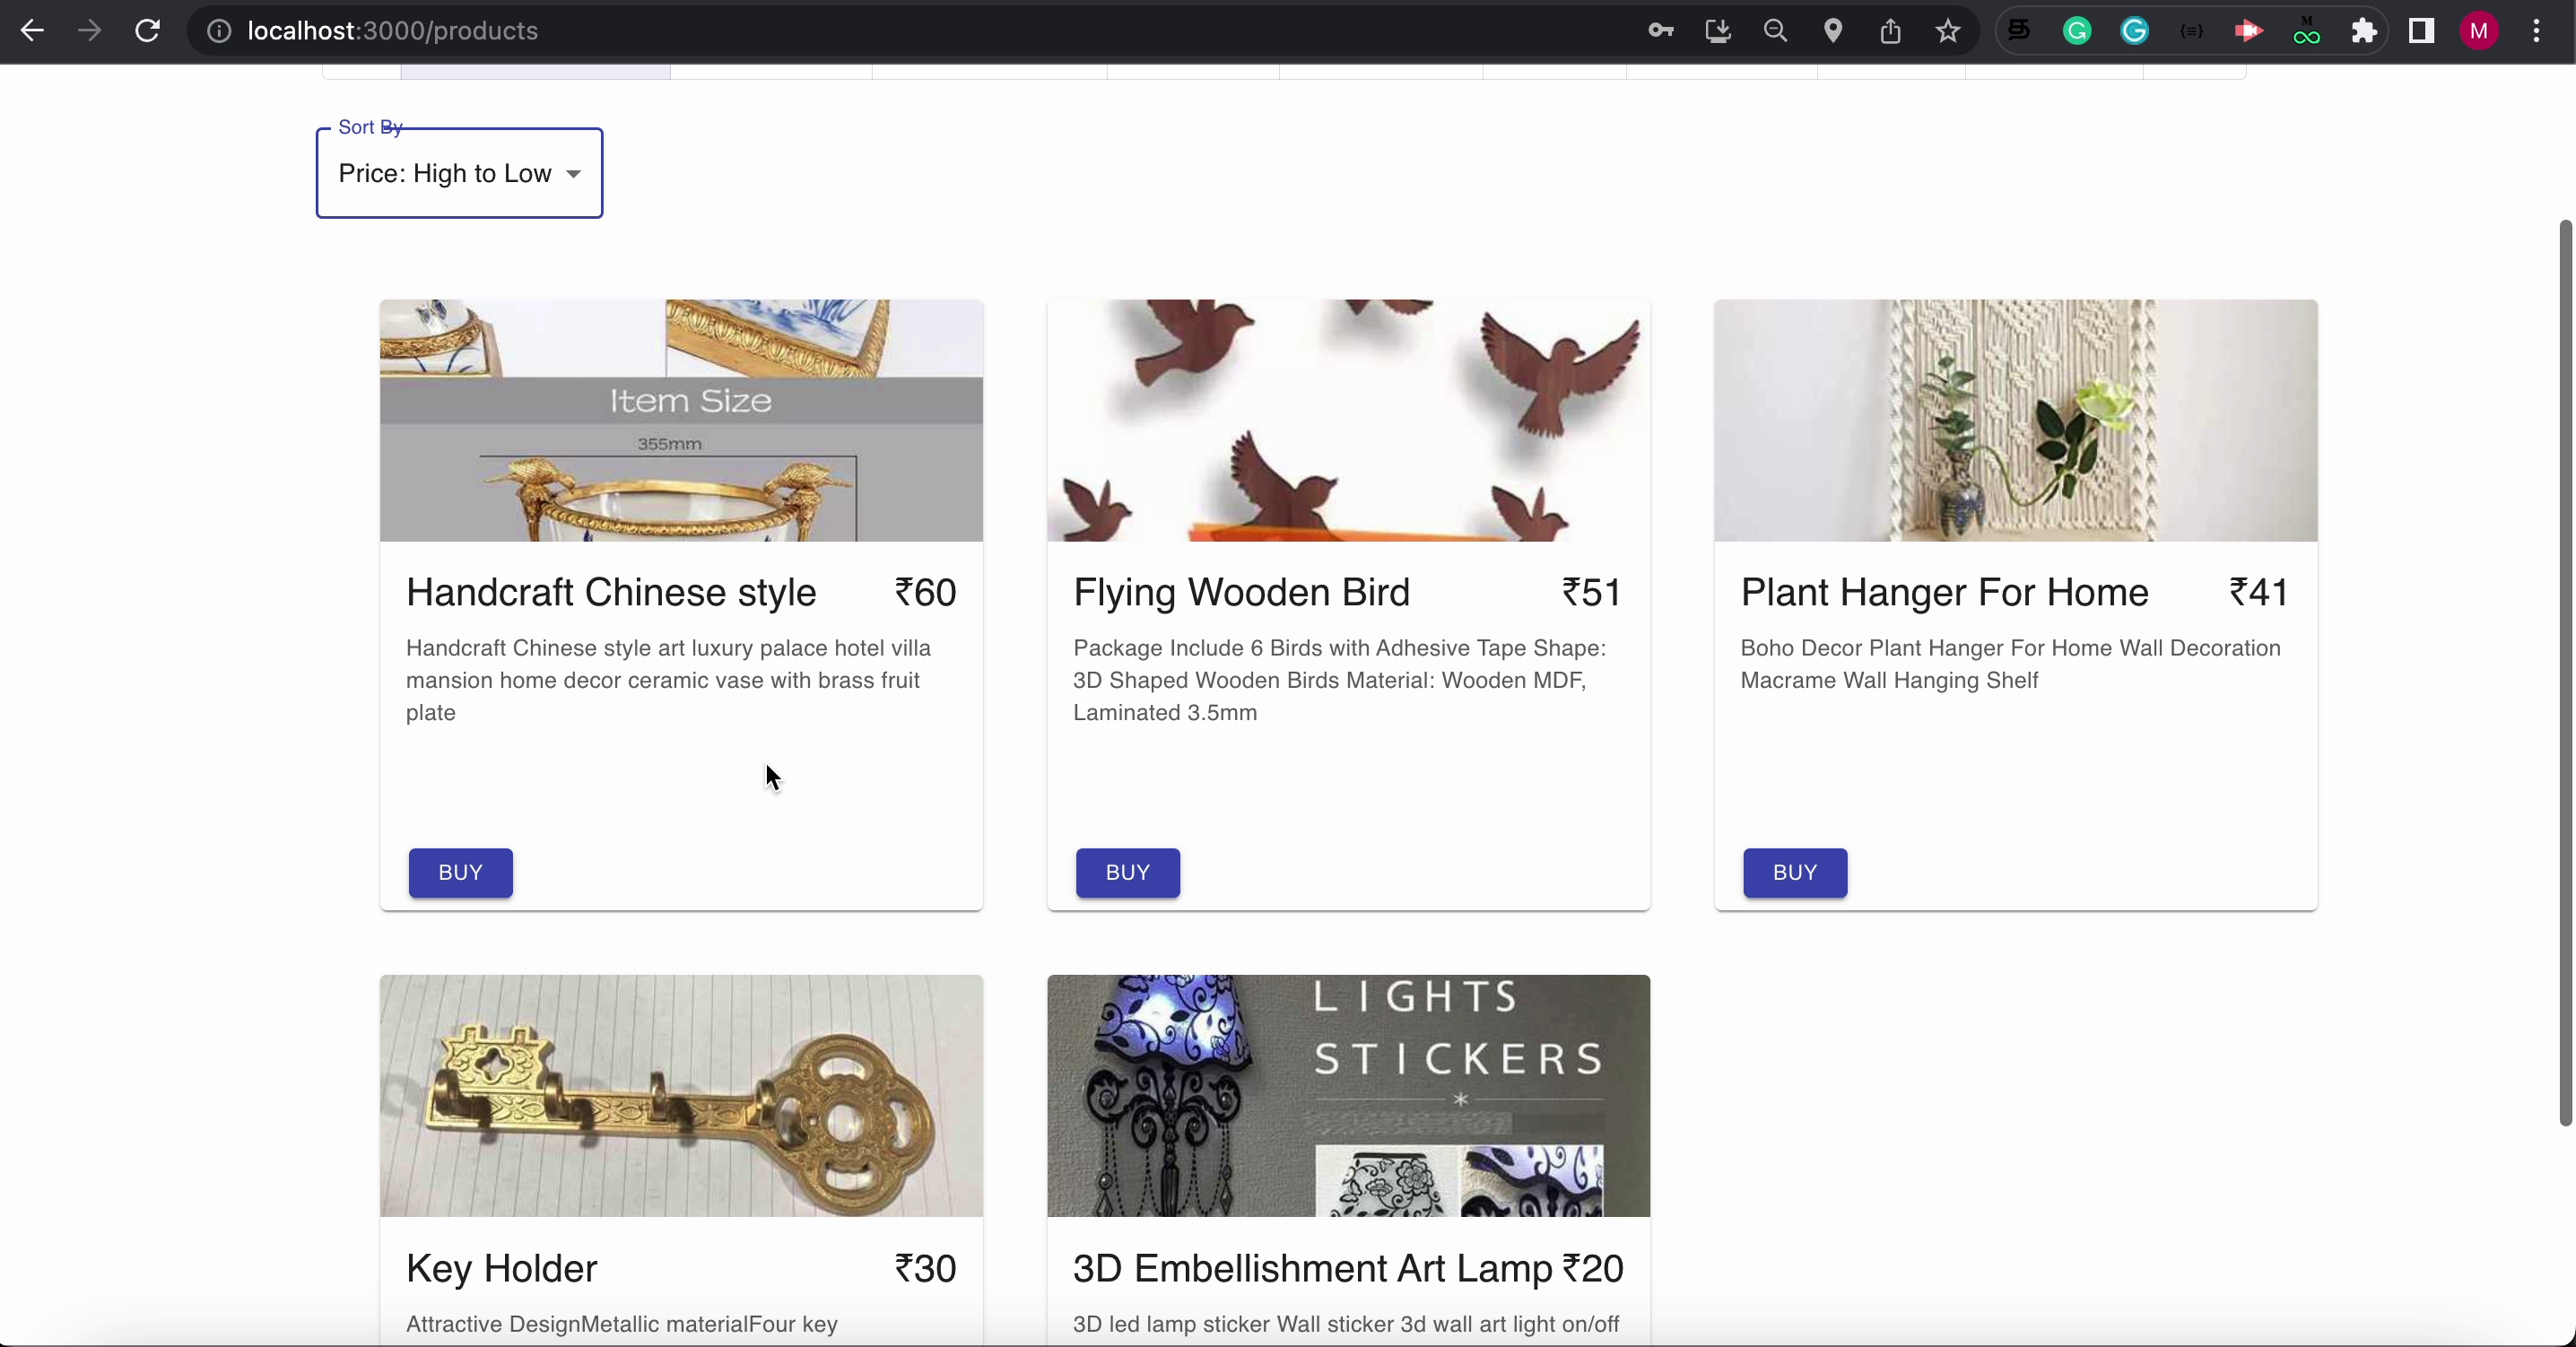 localhost:3000/products
M
M
Sort By
Price: High to Low
Item Size
355mm
Handcraft Chinese style ₹60
Handcraft Chinese style art luxury palace hotel villa
mansion home decor ceramic vase with brass fruit
plate
BUY
Flying Wooden Bird ₹51
Package Include 6 Birds with Adhesive Tape Shape:
3D Shaped Wooden Birds Material: Wooden MDF,
Laminated 3.5mm
BUY
Plant Hanger For Home ₹41
Boho Decor Plant Hanger For Home Wall Decoration
Macrame Wall Hanging Shelf
BUY
Key Holder ₹30
Attractive DesignMetallic materialFour key
LIGHTS
STICKERS
3D Embellishment Art Lamp ₹20
3D led lamp sticker Wall sticker 3d wall art light on/off